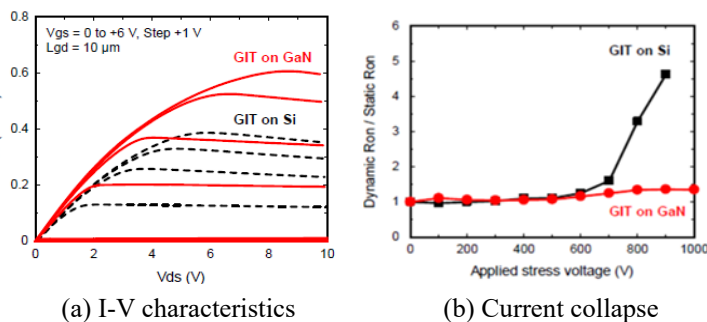 Vgs = 0 to +6 V, Step +1 V
Lgd = 10 µm
GIT on GaN
GIT on Si
0.8
0.6
0.4
0.2
0
0 2 4 6 8 10
Vds (V)
(a) I-V characteristics
GIT on Si
GIT on GaN
Dynamic Ron / Static Ron
6
5
4
3
2
1
0
0 200 400 600 800 1000
Applied stress voltage (V)
(b) Current collapse